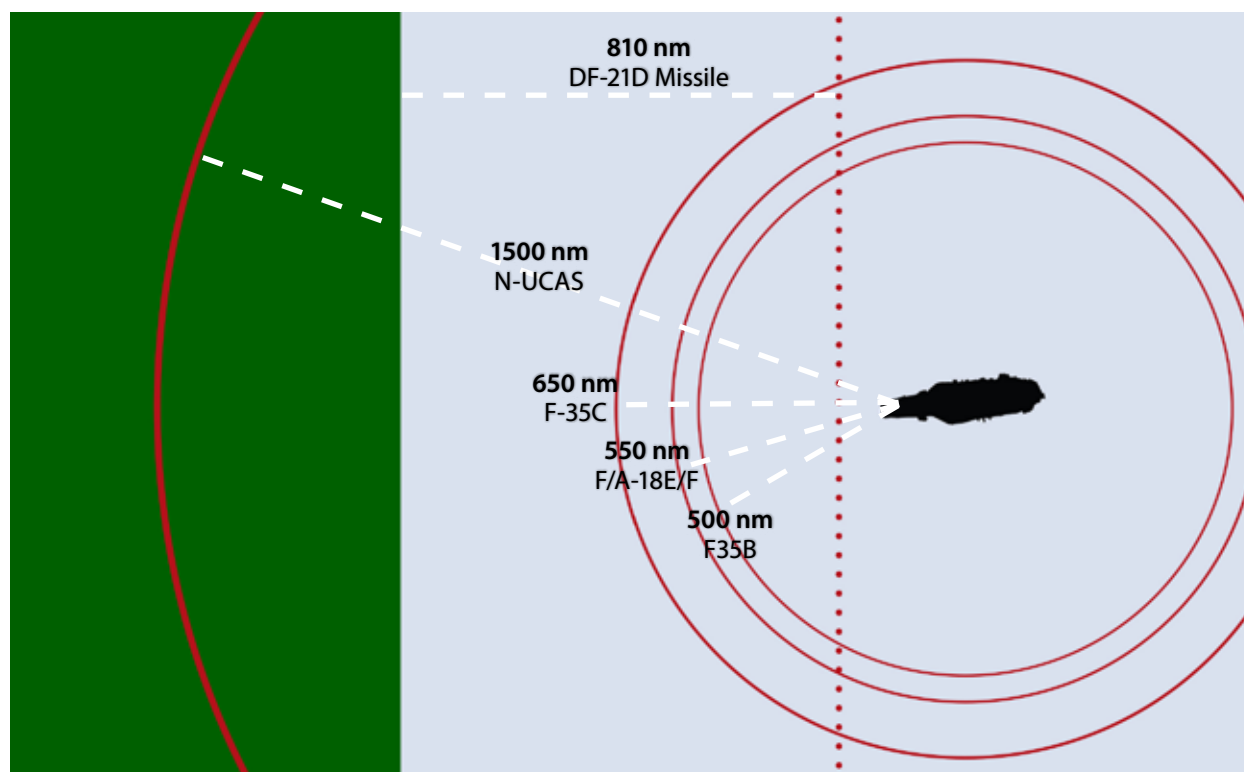 810 nm
DF-21D Missile
1500 nm
N-UCAS
650 nm
F-35C
550 nm
F/A-18E/F
500 nm
F35B